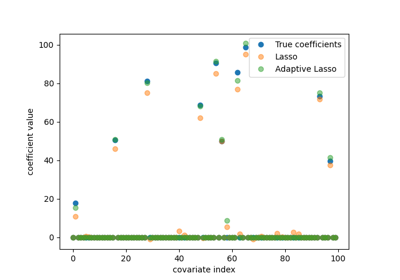 True coefficients
Lasso
Adaptive Lasso
100
80
60
40
20
0
coefficient value
0 20 40 60 80 100
covariate index